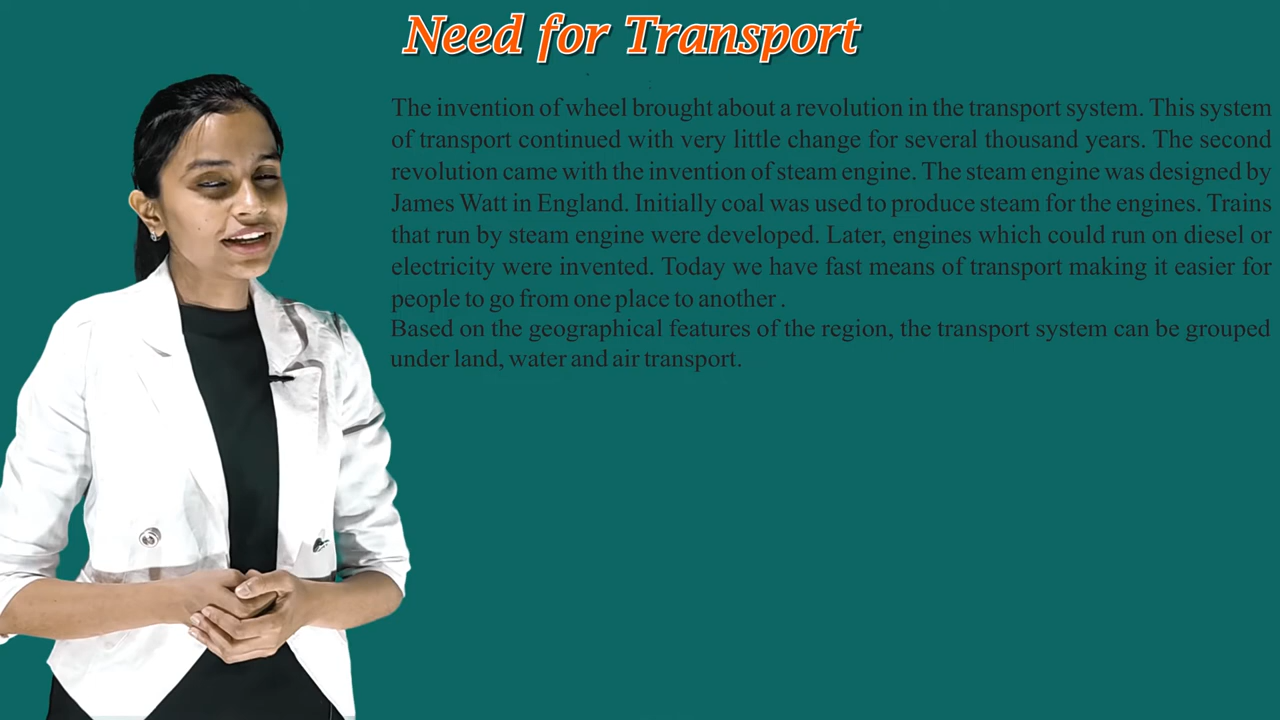 Need for Transport
The invention of wheel brought about a revolution in the transport system. This system
of transport continued with very little change for several thousand years. The second
revolution came with the invention of steam engine. The steam engine was designed by
James Watt in England. Initially coal was used to produce steam for the engines. Trains
that run by steam engine were developed. Later, engines which could run on diesel or
electricity were invented. Today we have fast means of transport making it easier for
people to go from one place to another .
Based on the geographical features of the region, the transport system can be grouped
under land, water and air transport.